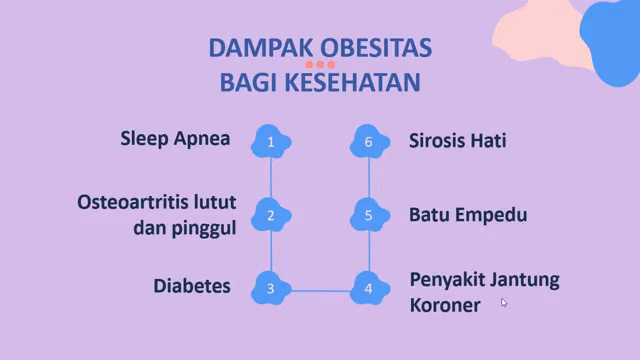 DAMPAK OBESITAS
BAGI KESEHATAN
Sleep Apnea
1
Osteoartritis lutut
dan pinggul
2
Diabetes
3
4
Penyakit Jantung
Koroner
5
Batu Empedu
6
Sirosis Hati